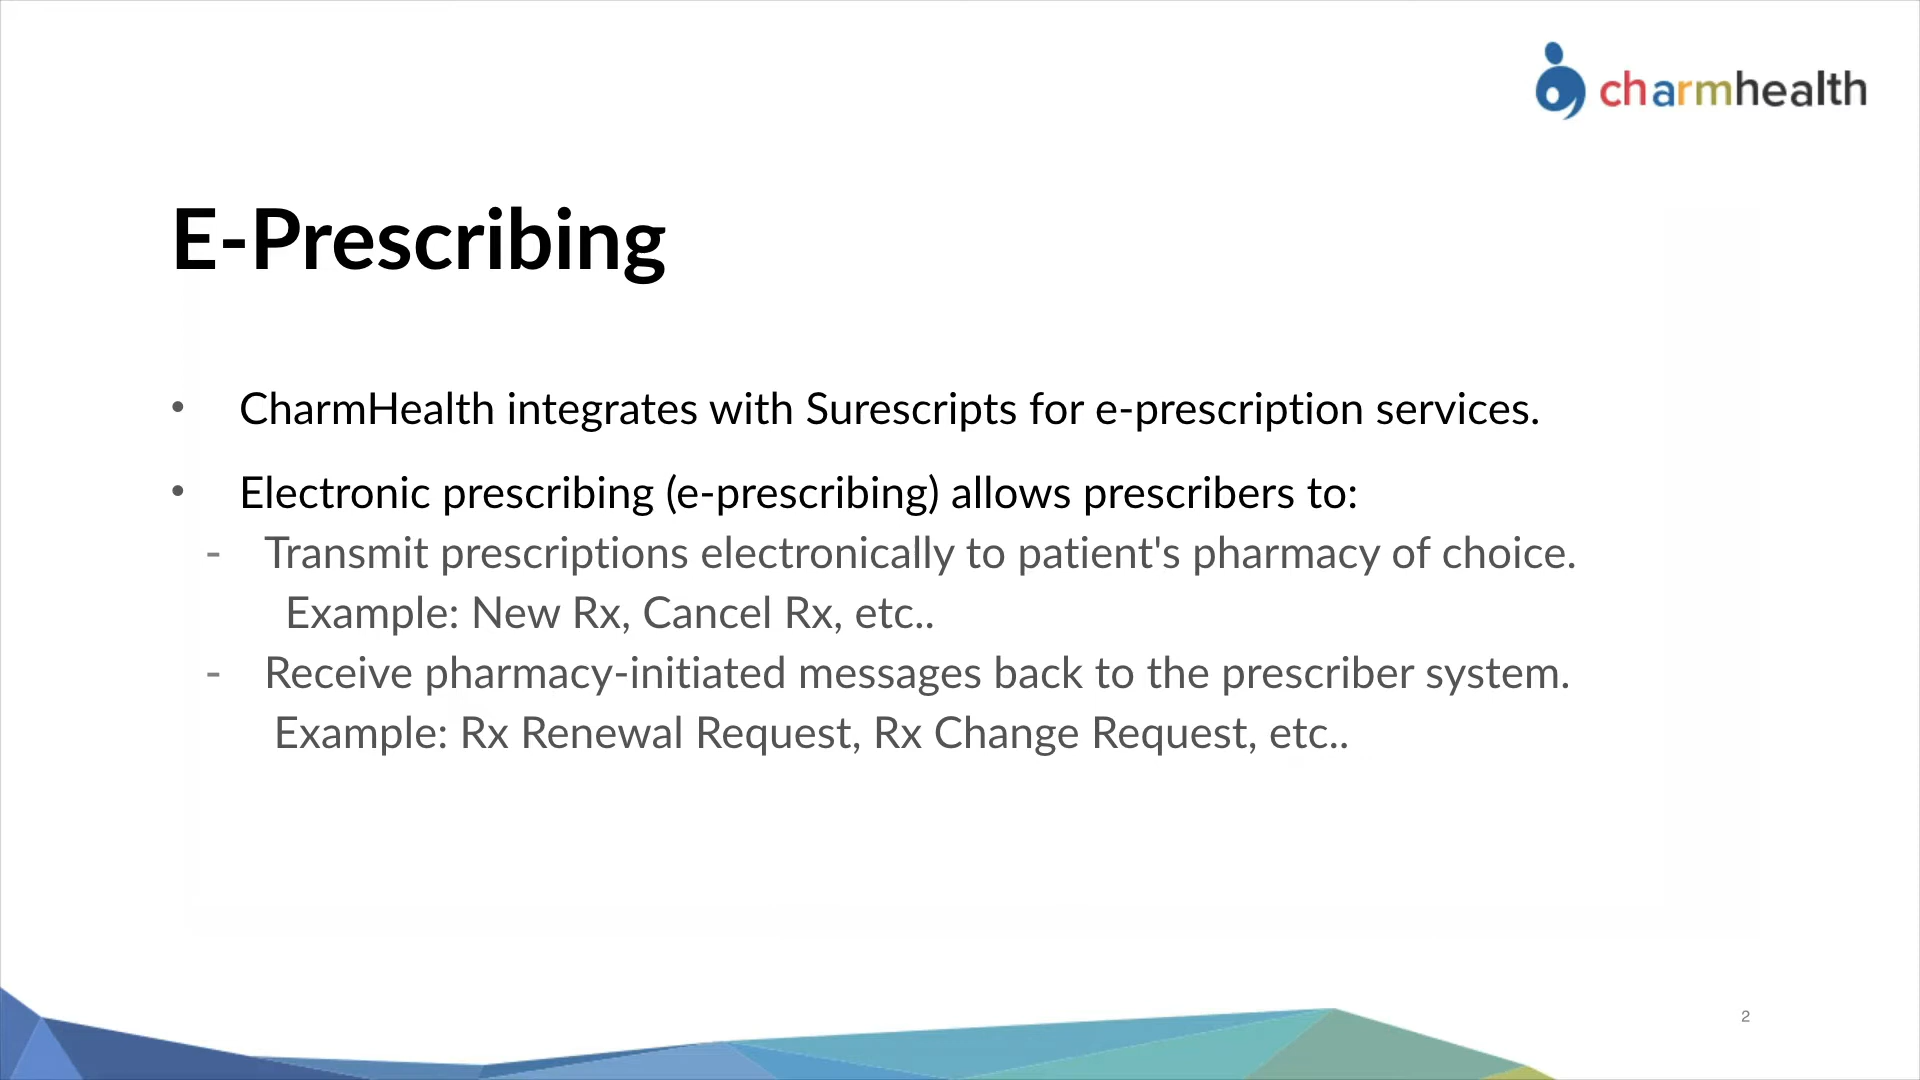 charmhealth
E-Prescribing
• CharmHealth integrates with Surescripts for e-prescription services.
• Electronic prescribing (e-prescribing) allows prescribers to:
- Transmit prescriptions electronically to patient's pharmacy of choice.
Example: New Rx, Cancel Rx, etc..
- Receive pharmacy-initiated messages back to the prescriber system.
Example: Rx Renewal Request, Rx Change Request, etc..
2